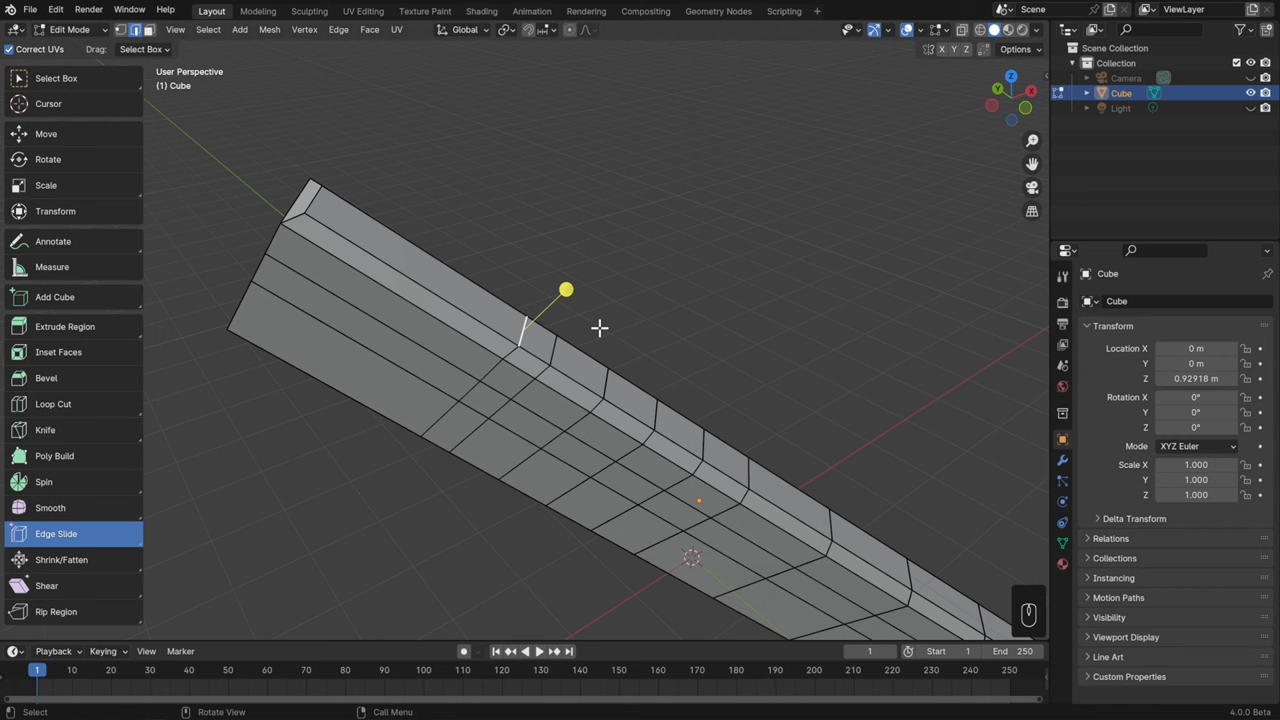 File Edit Render Window Help Layout Modeling Sculpting UV Editing Texture Paint Shading Animation Rendering Compositing Geometry Nodes Scripting Scene ViewLayer
Edit Mode View Select Add Mesh Vertex Edge Face UV Global
Correct UVs Drag: Select Box X Y Z Options
User Perspective
(1) Cube
Select Box
Cursor
Move
Rotate
Scale
Transform
Annotate
Measure
Add Cube
Extrude Region
Inset Faces
Bevel
Loop Cut
Knife
Poly Build
Spin
Smooth
Edge Slide
Shrink/Fatten
Shear
Rip Region
Z
Y
X
Scene Collection
Collection
Camera
Cube
Light
Cube
Cube
Transform
Location X 0 m
Y 0 m
Z 0.92918 m
Rotation X 0°
Y 0°
Z 0°
Mode XYZ Euler
Scale X 1.000
Y 1.000
Z 1.000
Delta Transform
Relations
Collections
Instancing
Motion Paths
Visibility
Viewport Display
Line Art
Custom Properties
Playback Keying View Marker 1 Start 1 End 250
1 10 20 30 40 50 60 70 80 90 100 110 120 130 140 150 160 170 180 190 200 210 220 230 240 250
Select Rotate View Call Menu 4.0.0 Beta